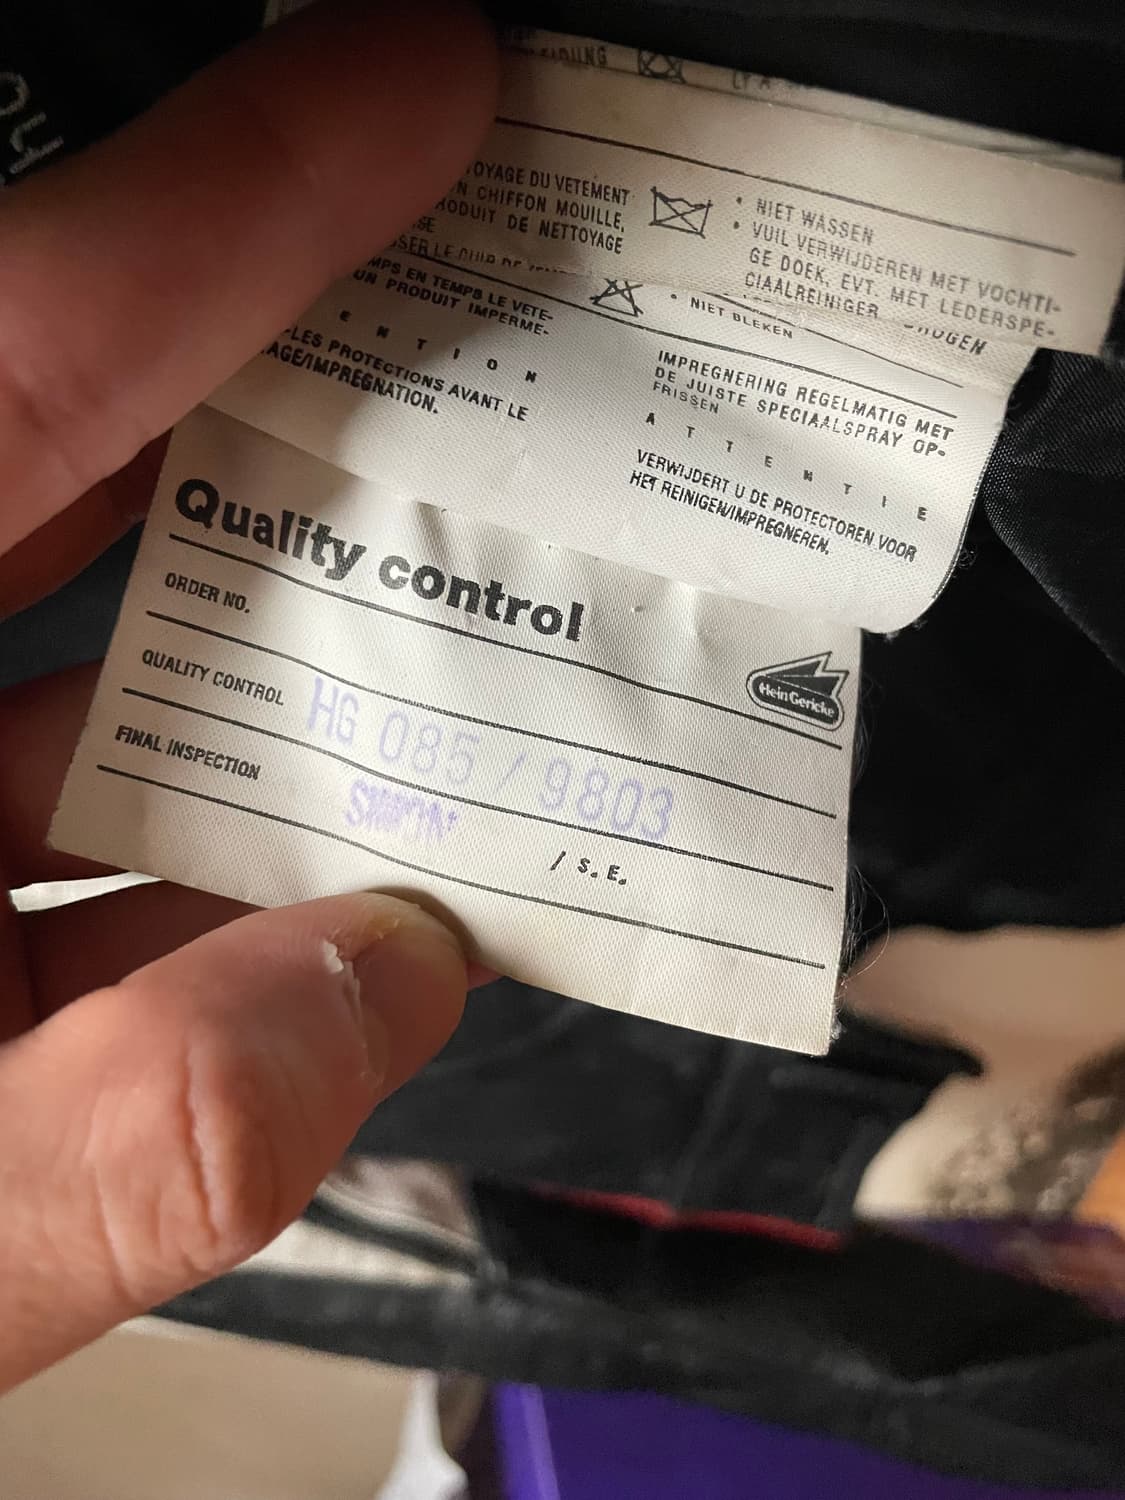 OYAGE DU VETEMENT
N CHIFFON MOUILLE,
RODUIT DE NETTOYAGE
• NIET WASSEN
• VUIL VERWIJDEREN MET VOCHTI-
GE DOEK, EVT. MET LEDERSPE-
CIAALREINIGER
MPS EN TEMPS LE VETE-
UN PRODUIT IMPERME-
E N T I O N
LES PROTECTIONS AVANT LE
AGE/IMPREGNATION.
• NIET BLEKEN
IMPREGNERING REGELMATIG MET
DE JUISTE SPECIAALSPRAY OP-
FRISSEN
A T T E N T I E
VERWIJDERT U DE PROTECTOREN VOOR
HET REINIGEN/IMPREGNEREN.
Quality control
Hein Gericke
ORDER NO.
QUALITY CONTROL HG 085 / 9803
FINAL INSPECTION
/ S. E.